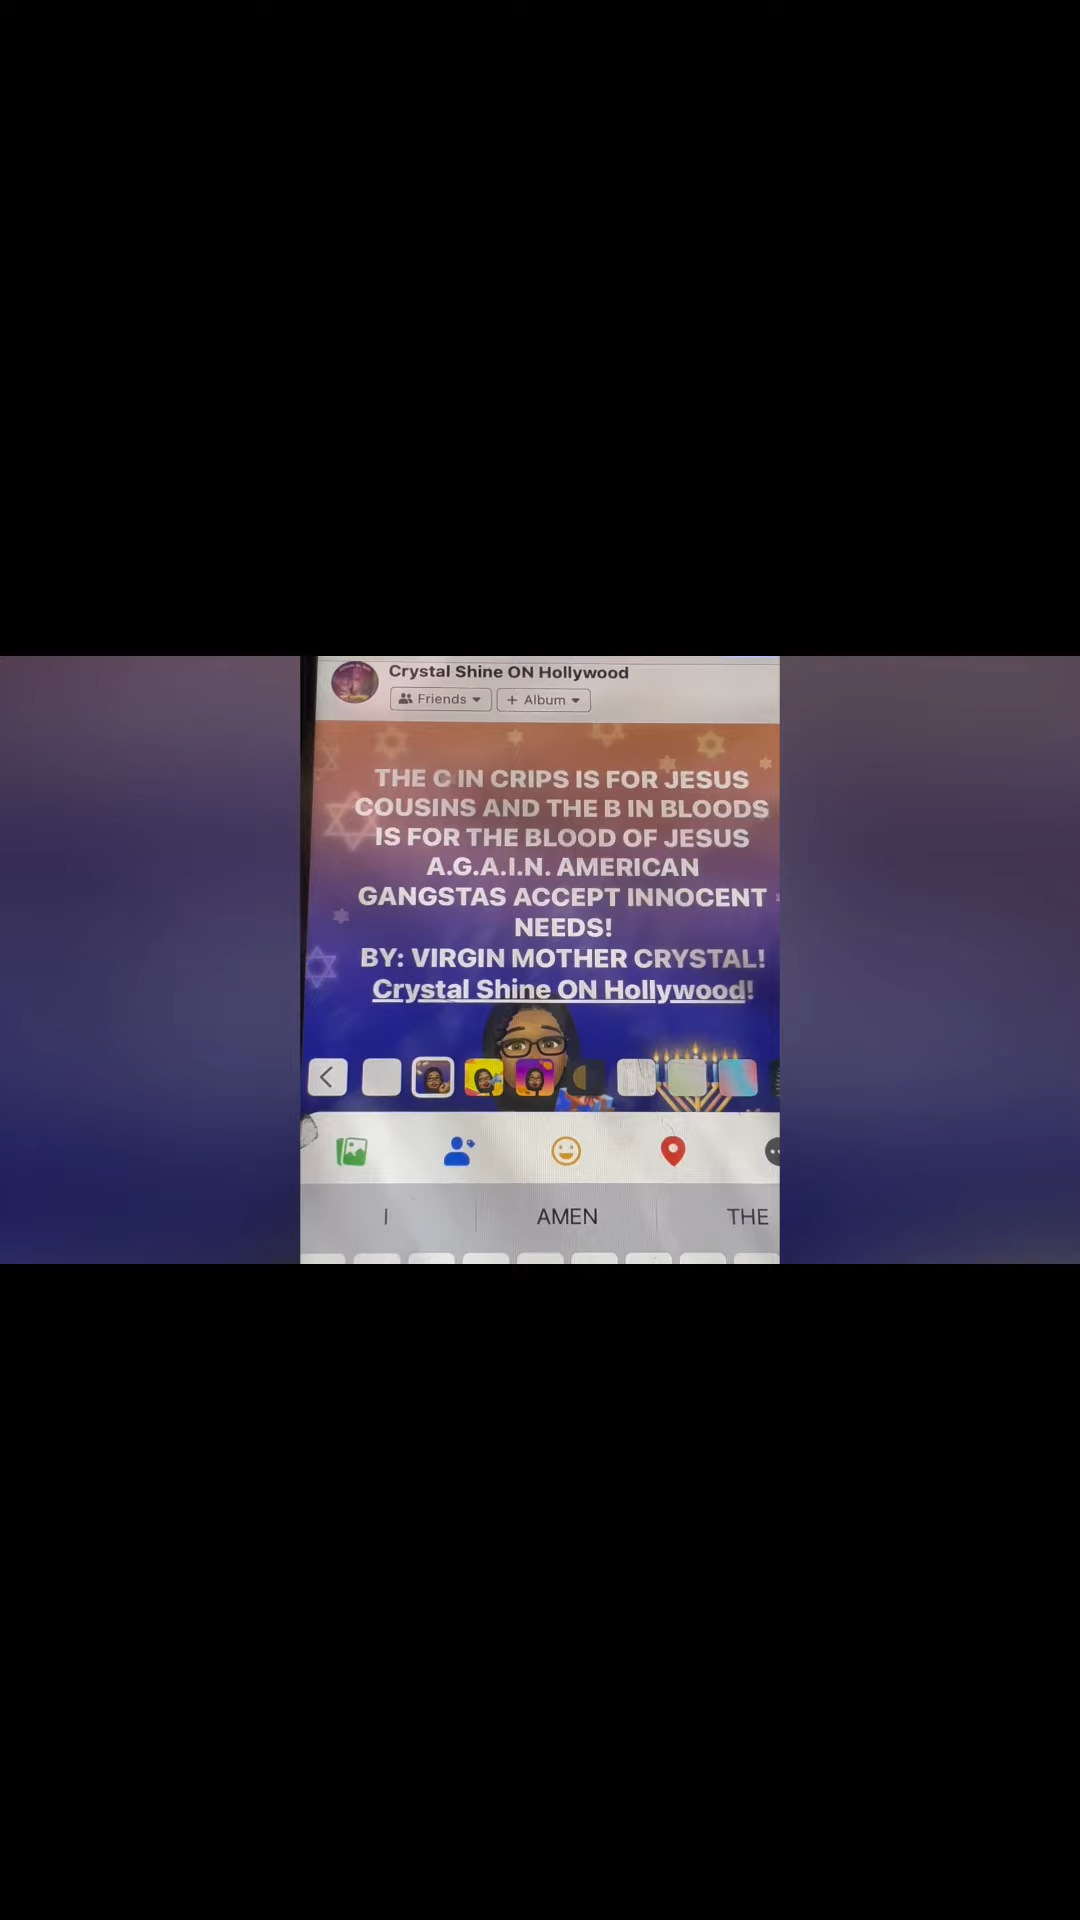 Crystal Shine ON Hollywood
Friends
+ Album
THE C IN CRIPS IS FOR JESUS
COUSINS AND THE B IN BLOODS
IS FOR THE BLOOD OF JESUS
A.G.A.I.N. AMERICAN
GANGSTAS ACCEPT INNOCENT
NEEDS!
BY: VIRGIN MOTHER CRYSTAL!
Crystal Shine ON Hollywood!
I AMEN THE